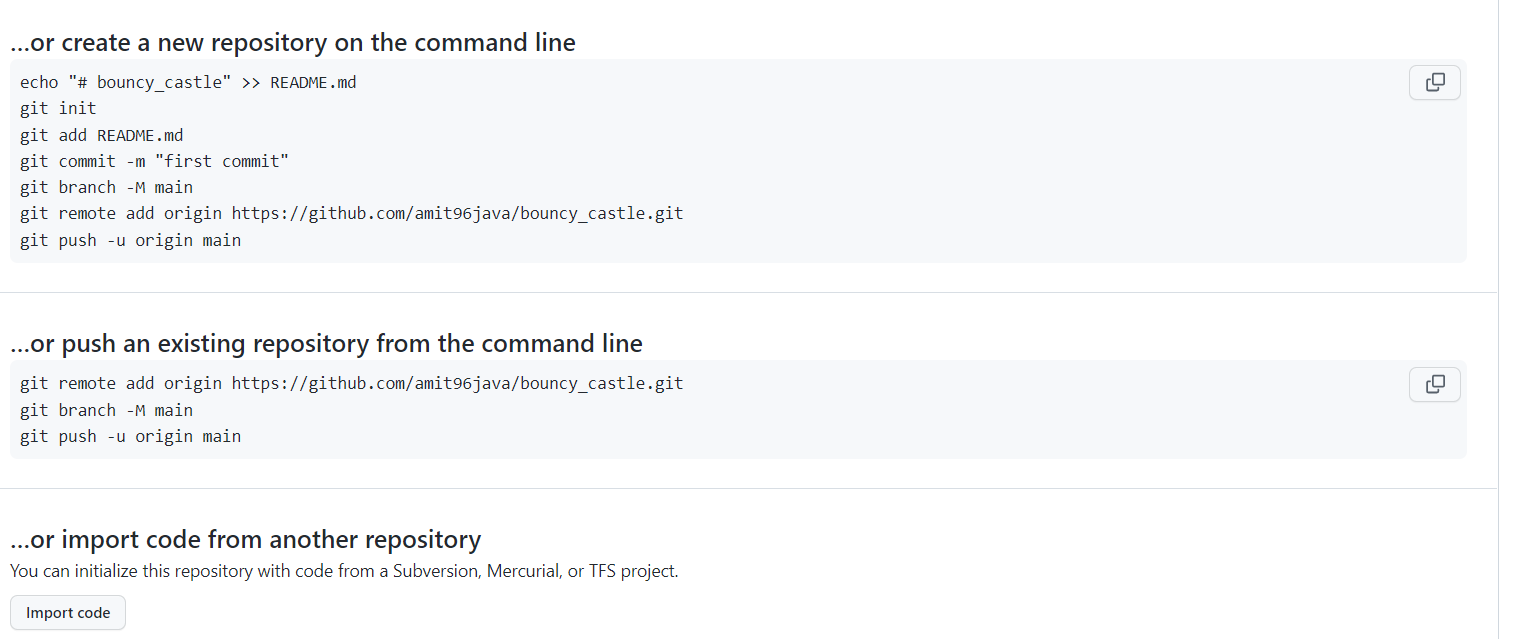 ...or create a new repository on the command line
echo "# bouncy_castle" >> README.md
git init
git add README.md
git commit -m "first commit"
git branch -M main
git remote add origin https://github.com/amit96java/bouncy_castle.git
git push -u origin main
...or push an existing repository from the command line
git remote add origin https://github.com/amit96java/bouncy_castle.git
git branch -M main
git push -u origin main
...or import code from another repository
You can initialize this repository with code from a Subversion, Mercurial, or TFS project.
Import code